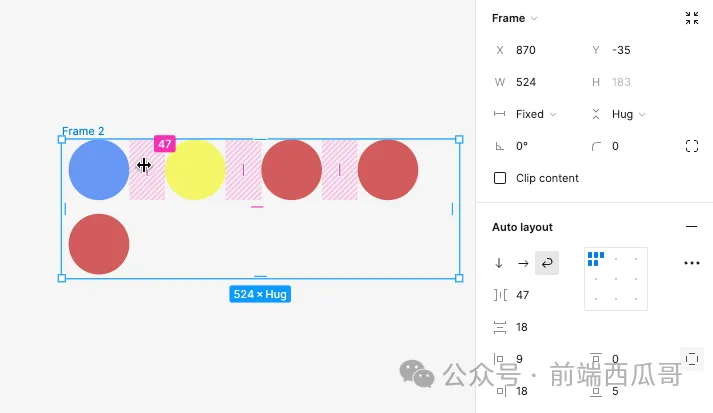 Frame
X 870 Y -35
W 524 H 183
Fixed Hug
0° 0
Clip content
Auto layout
47
18
9 0
18 5
Frame 2
47
524 × Hug
公众号 · 前端西瓜哥